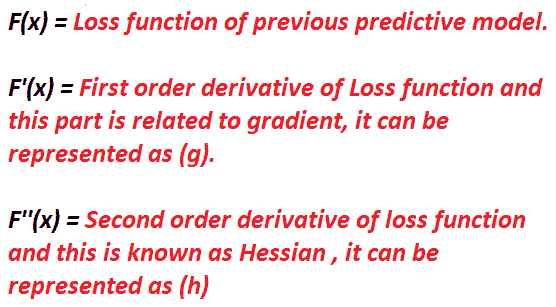 F(x) = Loss function of previous predictive model.
F'(x) = First order derivative of Loss function and
this part is related to gradient, it can be
represented as (g).
F''(x) = Second order derivative of loss function
and this is known as Hessian , it can be
represented as (h)